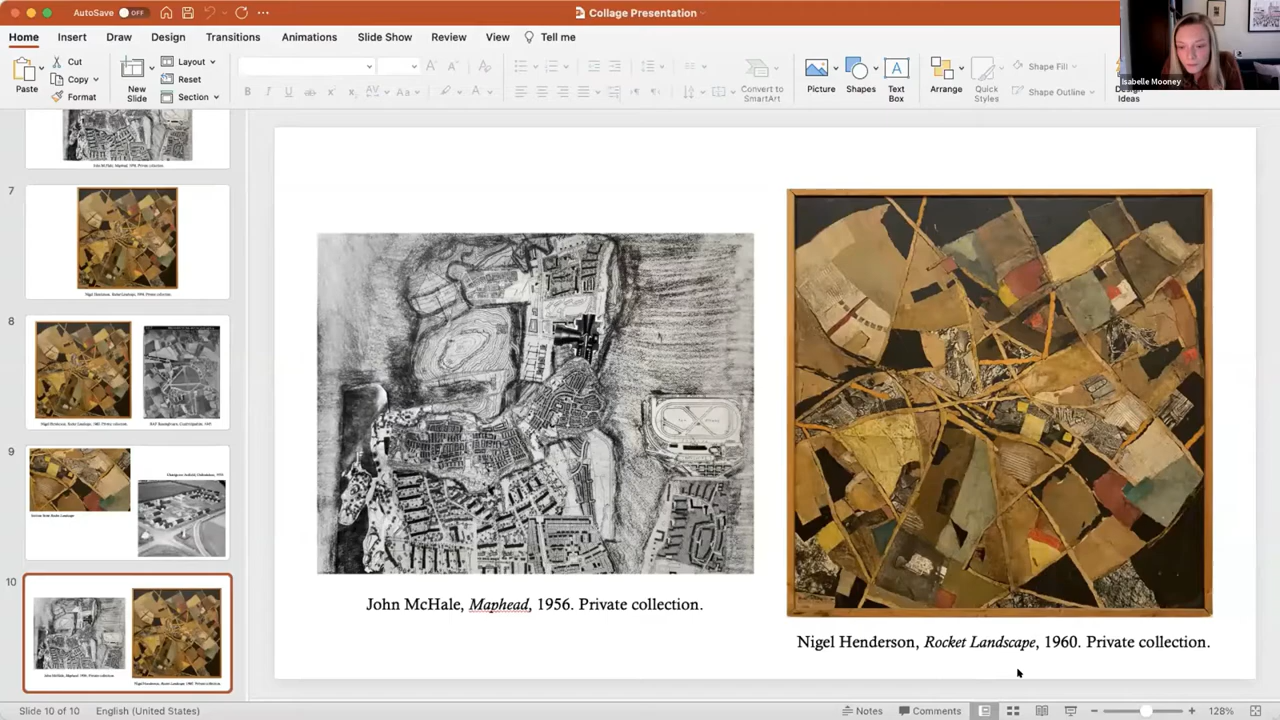 AutoSave OFF
Collage Presentation
Home Insert Draw Design Transitions Animations Slide Show Review View Tell me
Paste
Cut
Copy
Format
New Slide
Layout
Reset
Section
Convert to SmartArt
Picture
Shapes
Text Box
Arrange
Quick Styles
Shape Fill
Shape Outline
Design Ideas
Isabelle Mooney
7
8
9
10
John McHale, Maphead, 1956. Private collection.
Nigel Henderson, Rocket Landscape, 1960. Private collection.
Slide 10 of 10 English (United States) Notes Comments 128%